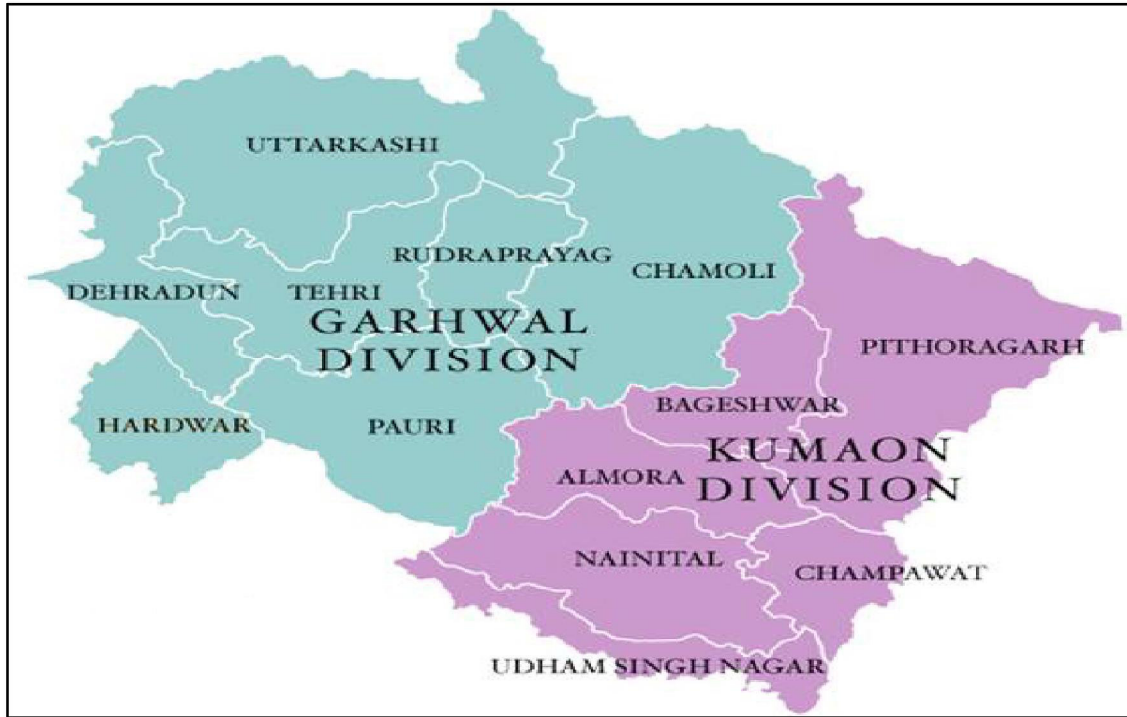 UTTARKASHI
RUDRAPRAYAG
CHAMOLI
DEHRADUN
TEHRI
GARHWAL
DIVISION
PITHORAGARH
BAGESHWAR
HARDWAR
PAURI
KUMAON
DIVISION
ALMORA
NAINITAL
CHAMPAWAT
UDHAM SINGH NAGAR